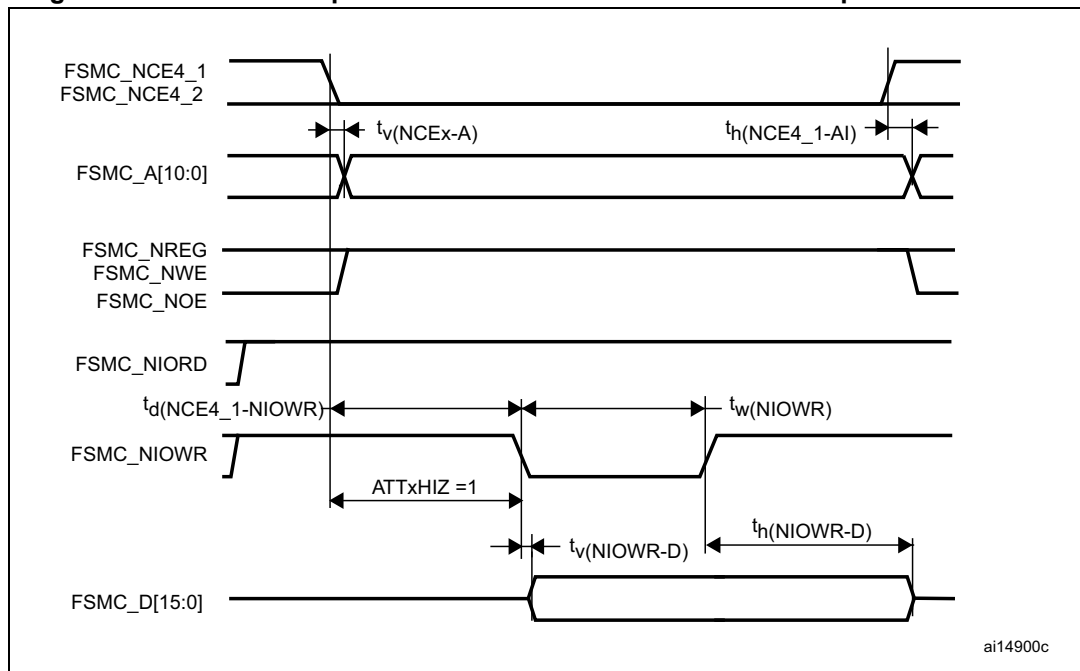 FSMC_NCE4_1
FSMC_NCE4_2
tv(NCEx-A)
th(NCE4_1-AI)
FSMC_A[10:0]
FSMC_NREG
FSMC_NWE
FSMC_NOE
FSMC_NIORD
td(NCE4_1-NIOWR)
tw(NIOWR)
FSMC_NIOWR
ATTxHIZ =1
th(NIOWR-D)
tv(NIOWR-D)
FSMC_D[15:0]
ai14900c